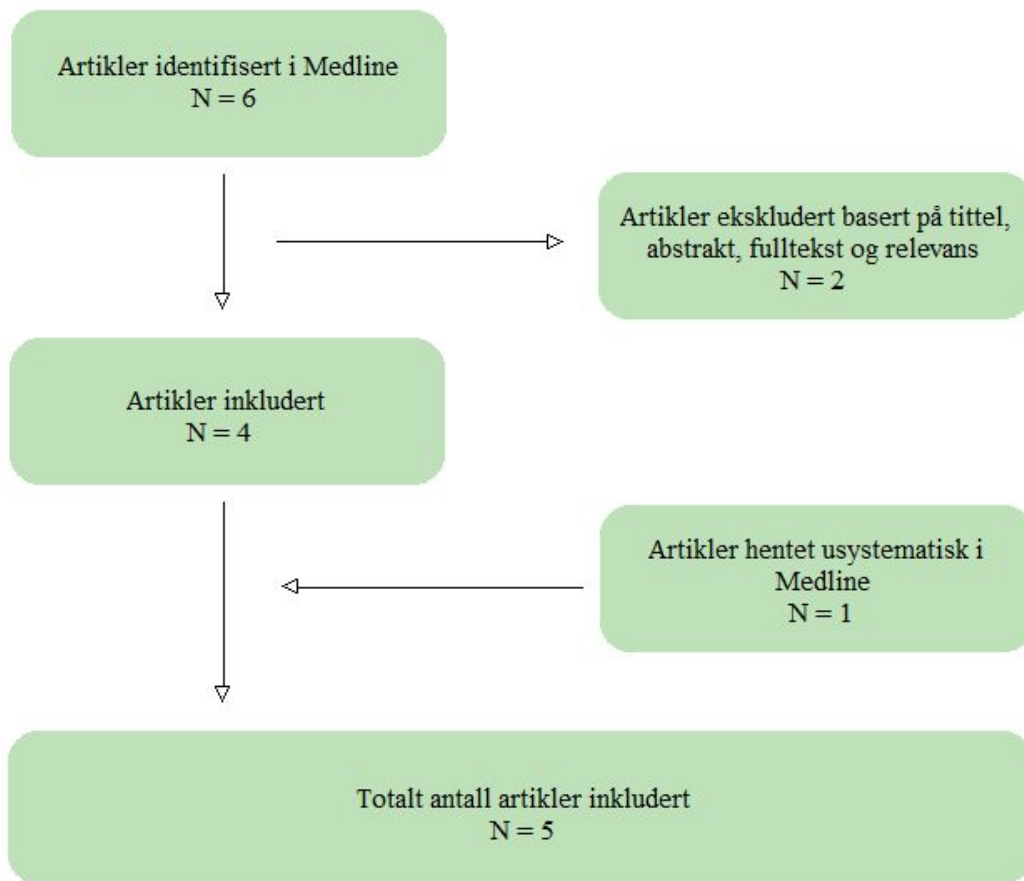 Artikler identifisert i Medline
N = 6
Artikler ekskludert basert på tittel,
abstrakt, fulltekst og relevans
N = 2
Artikler inkludert
N = 4
Artikler hentet usystematisk i
Medline
N = 1
Totalt antall artikler inkludert
N = 5